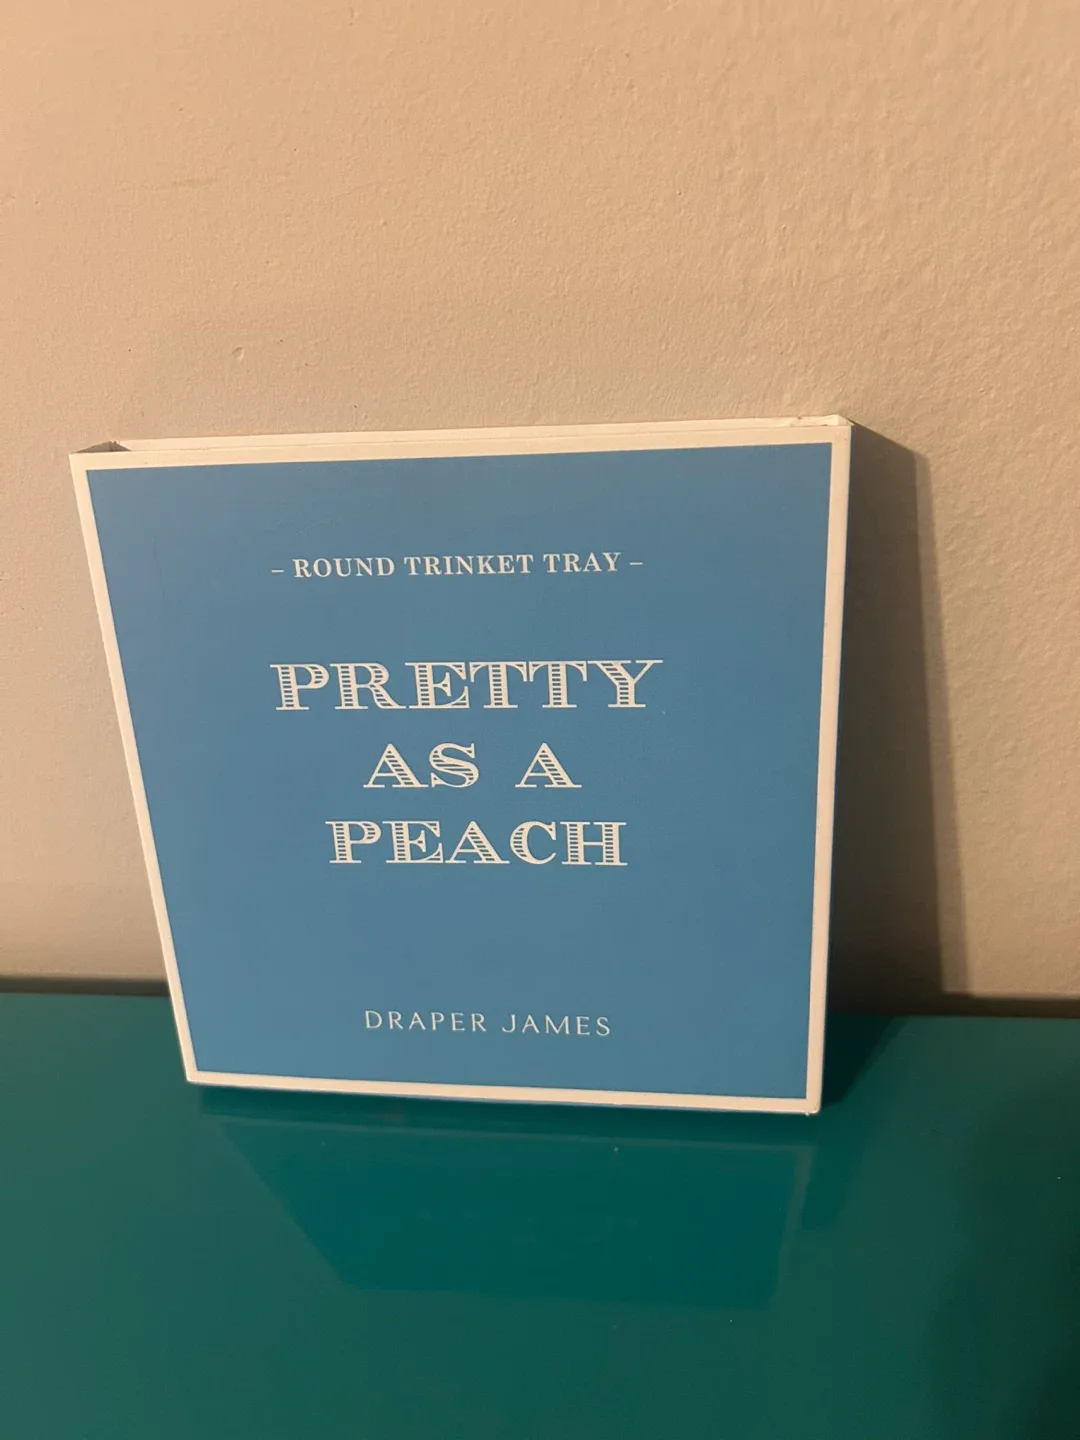 – ROUND TRINKET TRAY –
PRETTY
AS A
PEACH
DRAPER JAMES